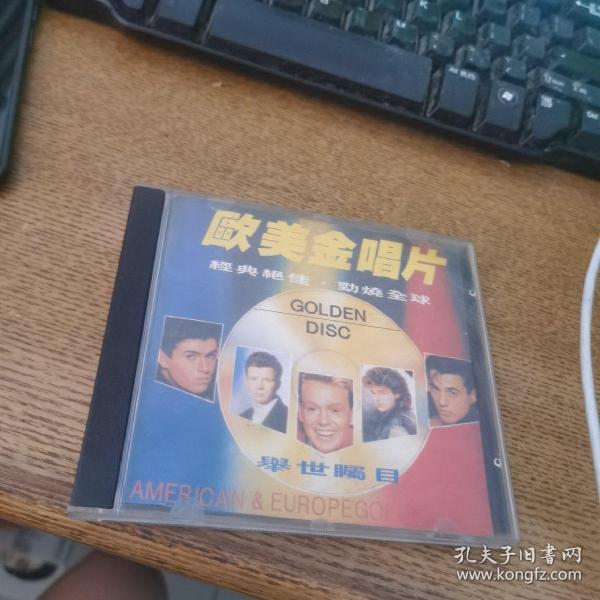 歐美金唱片
經典絕佳·勁燒全球
GOLDEN
DISC
舉世矚目
AMERICAN & EUROPEGO
孔夫子旧书网
www.kongfz.com